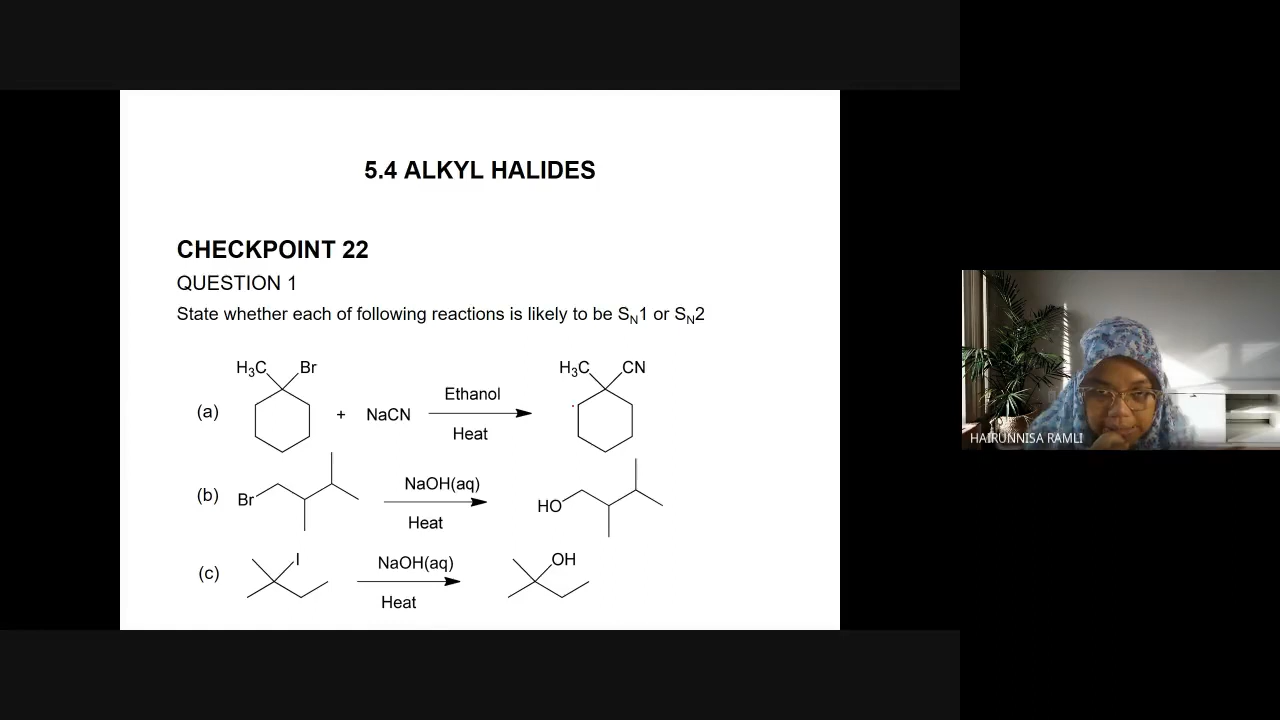 5.4 ALKYL HALIDES
CHECKPOINT 22
QUESTION 1
State whether each of following reactions is likely to be SN1 or SN2
(a) H3C Br + NaCN Ethanol Heat H3C CN
(b) Br NaOH(aq) Heat HO
(c) I NaOH(aq) Heat OH
HAIRUNNISA RAMLI